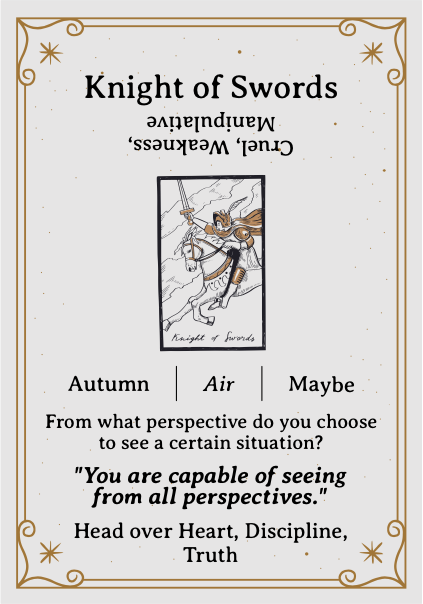 Knight of Swords
Cruel, Weakness,
Manipulative
Knight of Swords
Autumn | Air | Maybe
From what perspective do you choose
to see a certain situation?
"You are capable of seeing
from all perspectives."
Head over Heart, Discipline,
Truth